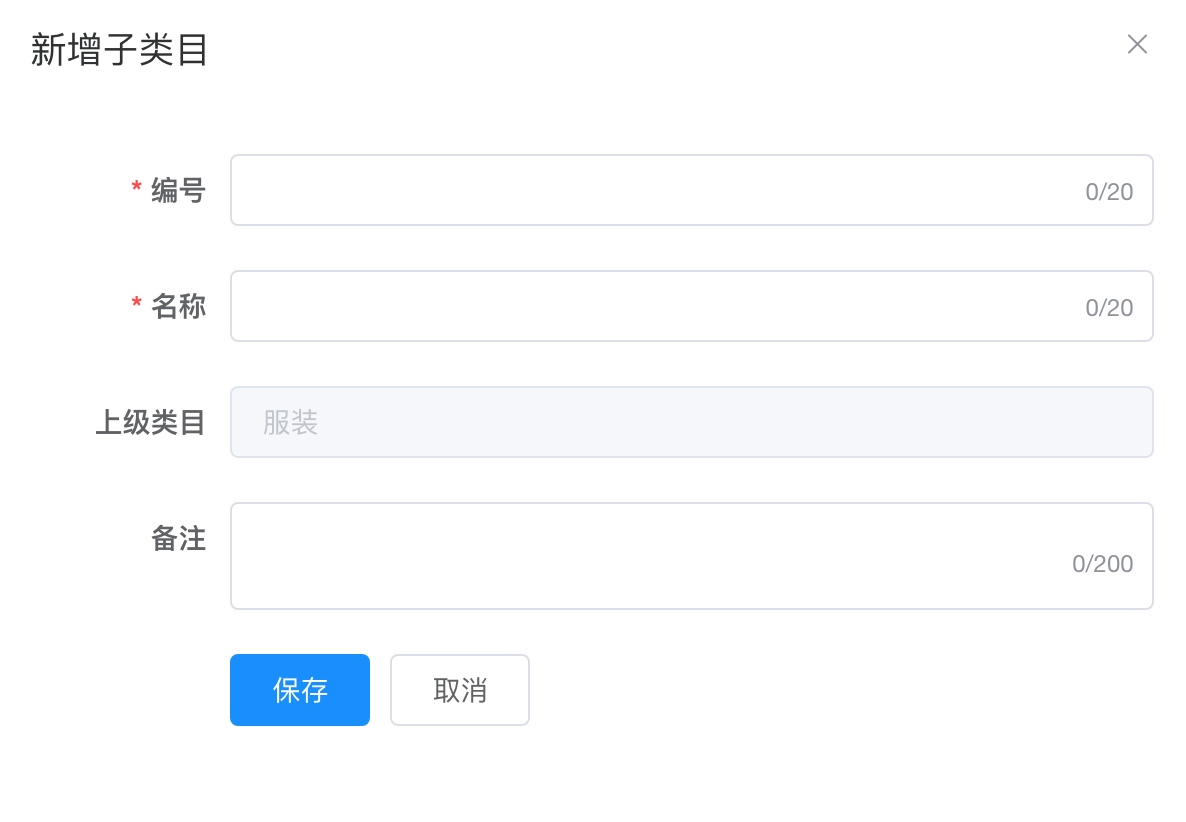 新增子类目
* 编号 0/20
* 名称 0/20
上级类目 服装
备注 0/200
保存 取消